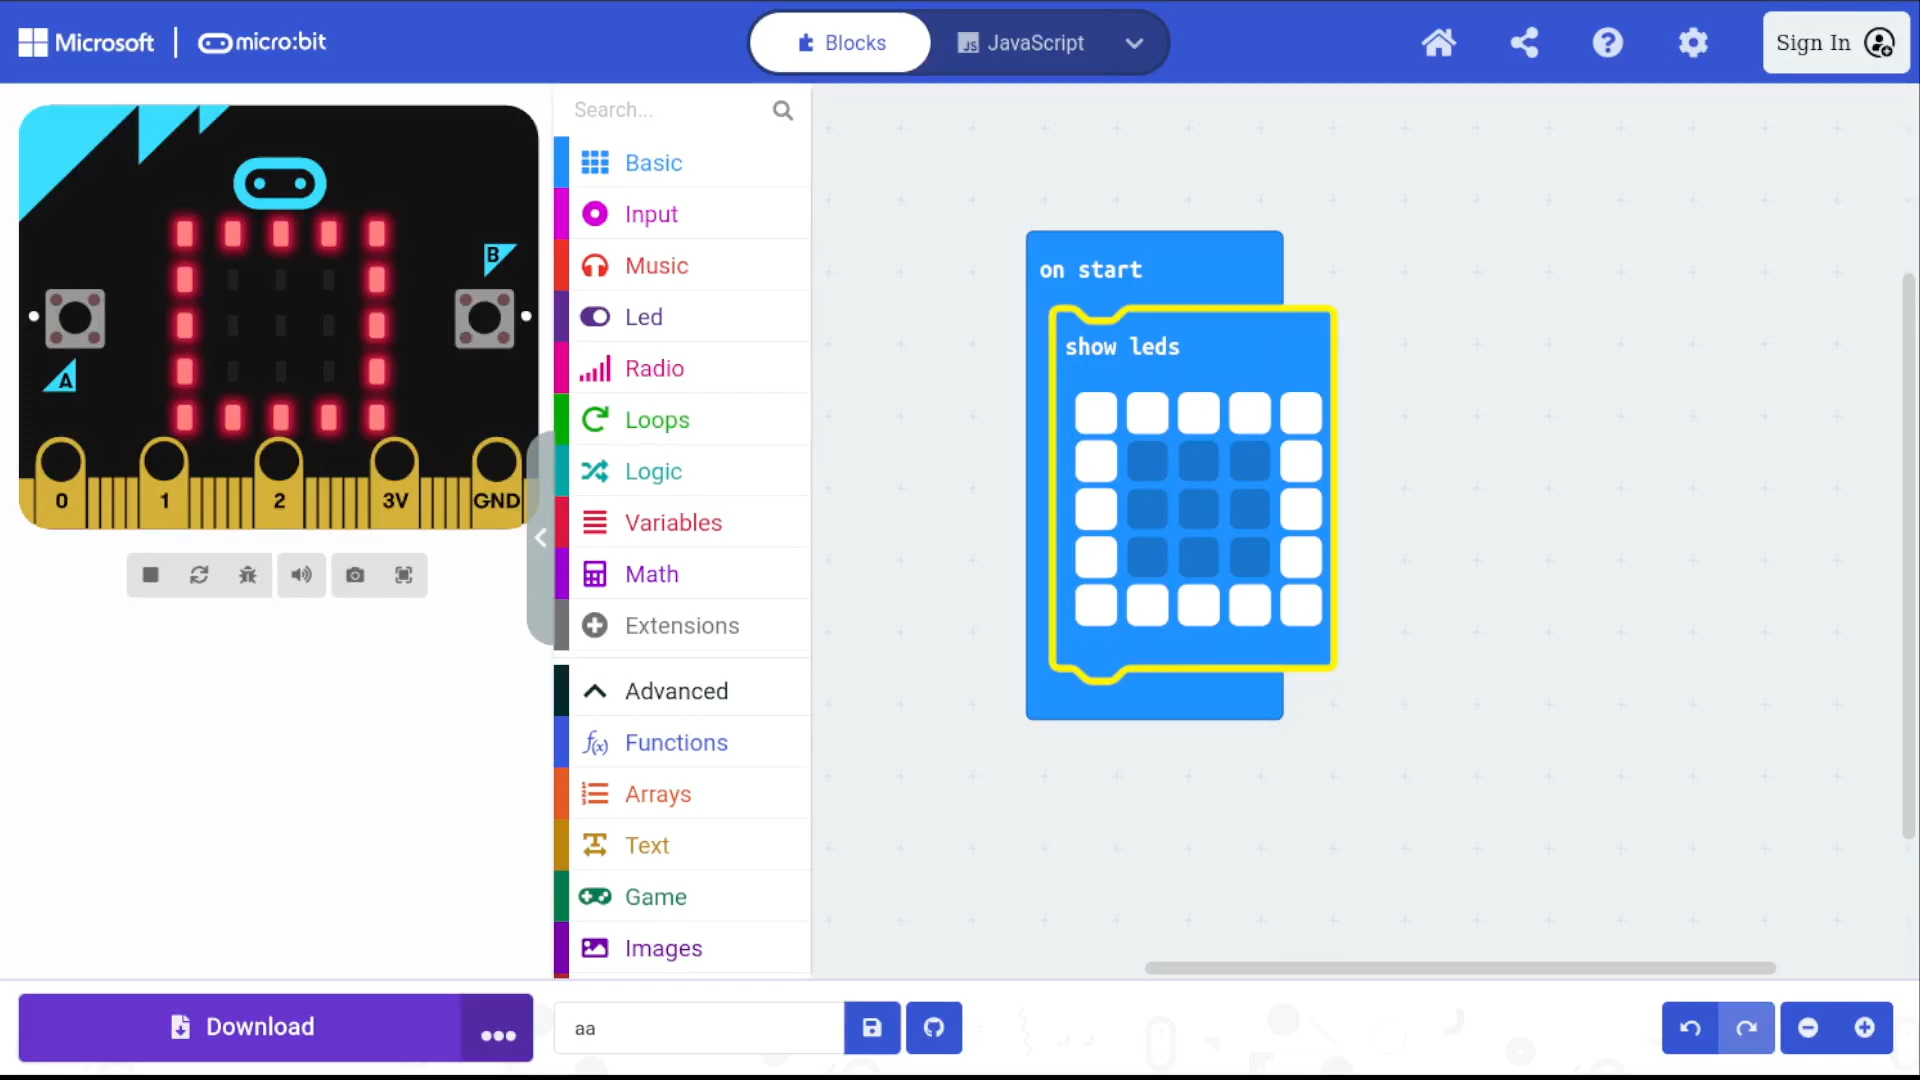 Microsoft | micro:bit
Blocks
JS JavaScript
Sign In
B
A
0 1 2 3V GND
Search...
Basic
Input
Music
Led
Radio
Loops
Logic
Variables
Math
Extensions
Advanced
f(x) Functions
Arrays
Text
Game
Images
on start
show leds
Download
aa